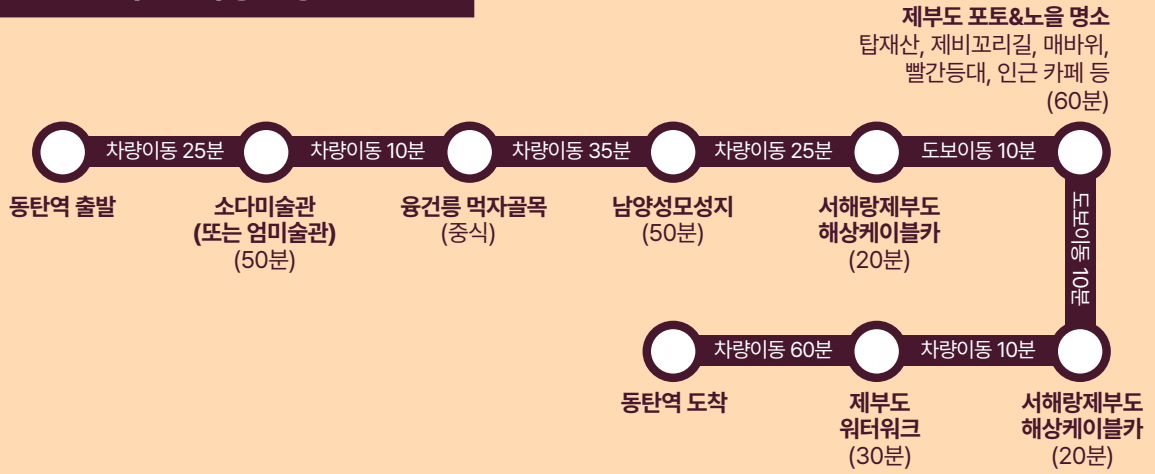 제부도 포토&노을 명소
탑재산, 제비꼬리길, 매바위,
빨간등대, 인근 카페 등
(60분)
차량이동 25분
차량이동 10분
차량이동 35분
차량이동 25분
도보이동 10분
동탄역 출발
소다미술관
(또는 엄미술관)
(50분)
융건릉 먹자골목
(중식)
남양성모성지
(50분)
서해랑제부도
해상케이블카
(20분)
도보이동 10분
차량이동 60분
차량이동 10분
동탄역 도착
제부도
워터워크
(30분)
서해랑제부도
해상케이블카
(20분)